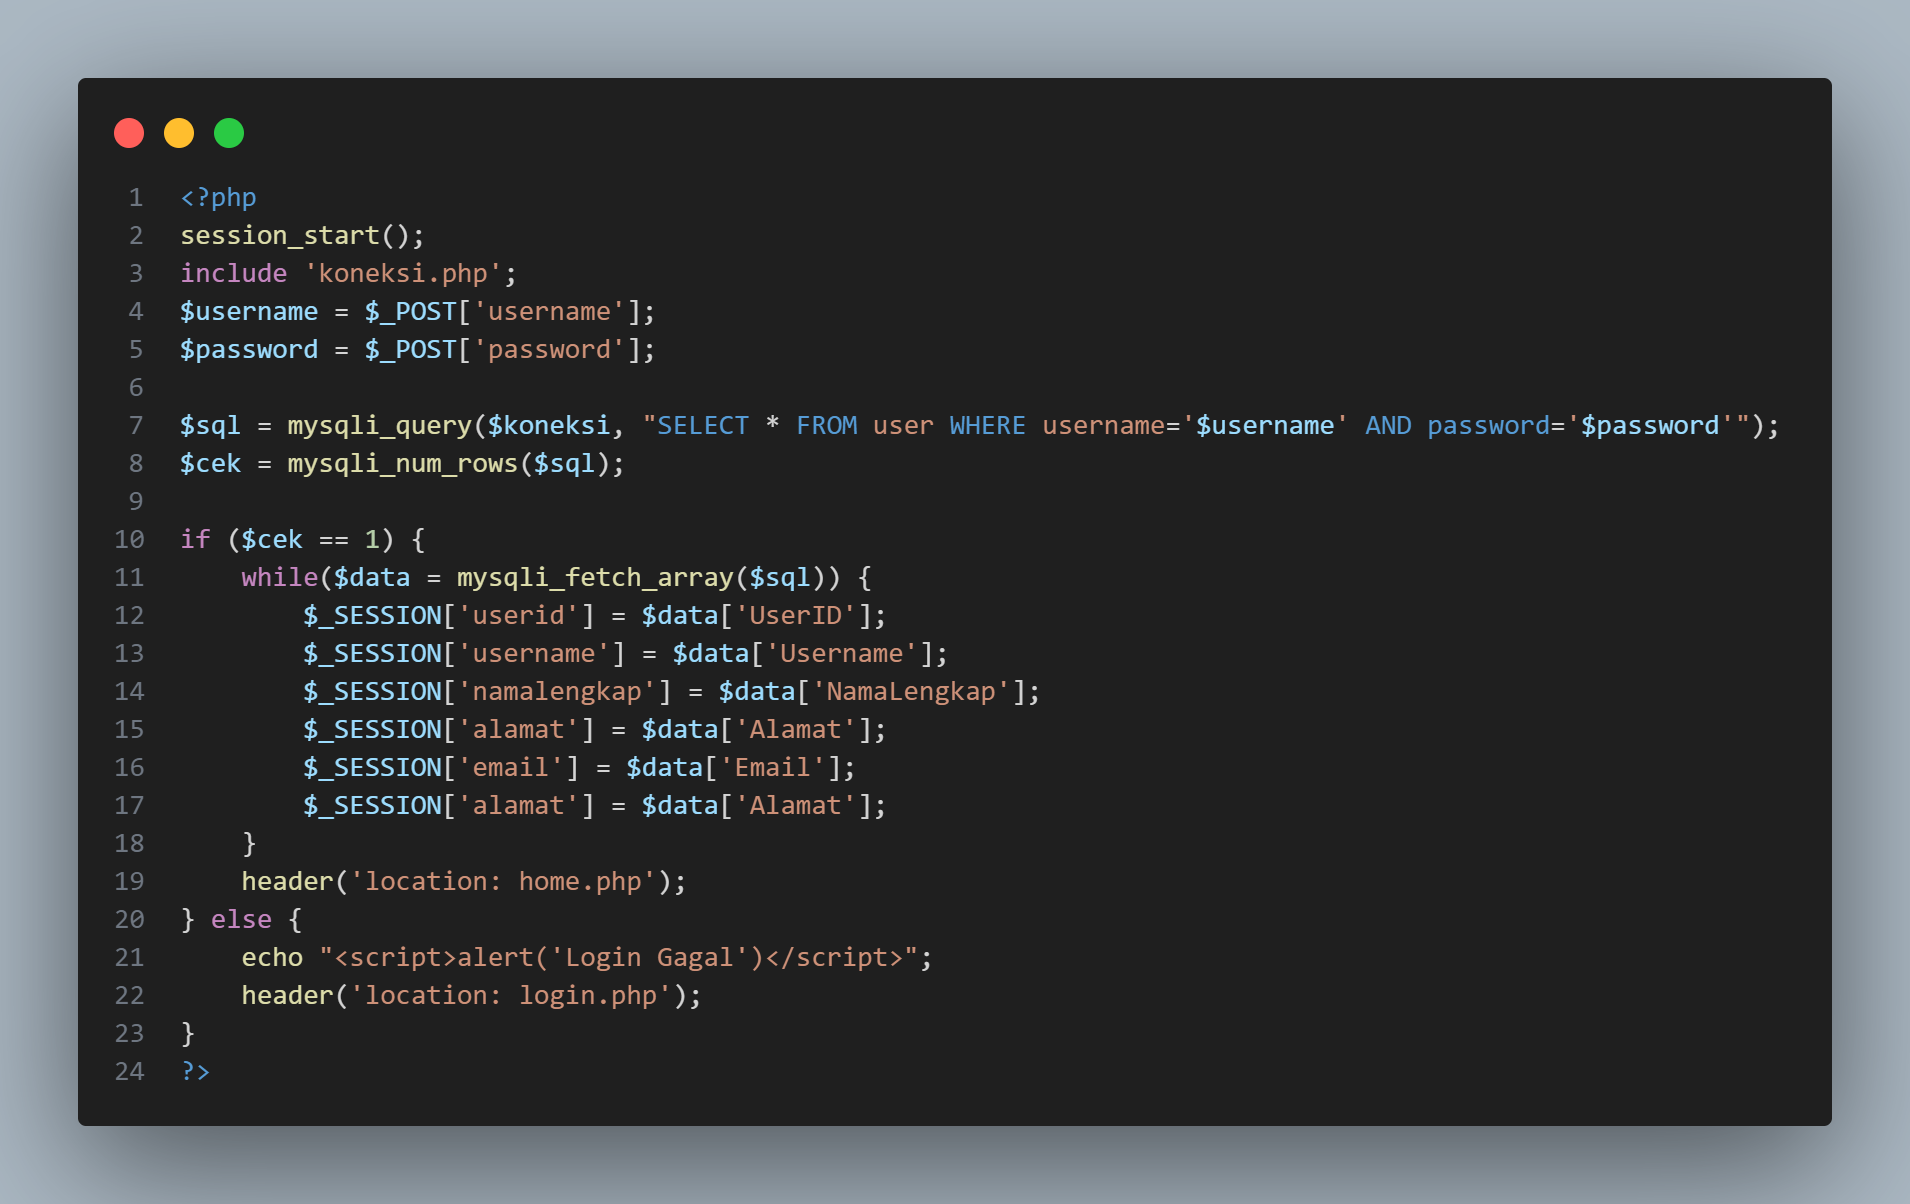 1 <?php
2 session_start();
3 include 'koneksi.php';
4 $username = $_POST['username'];
5 $password = $_POST['password'];
6
7 $sql = mysqli_query($koneksi, "SELECT * FROM user WHERE username='$username' AND password='$password'");
8 $cek = mysqli_num_rows($sql);
9
10 if ($cek == 1) {
11     while($data = mysqli_fetch_array($sql)) {
12         $_SESSION['userid'] = $data['UserID'];
13         $_SESSION['username'] = $data['Username'];
14         $_SESSION['namalengkap'] = $data['NamaLengkap'];
15         $_SESSION['alamat'] = $data['Alamat'];
16         $_SESSION['email'] = $data['Email'];
17         $_SESSION['alamat'] = $data['Alamat'];
18     }
19     header('location: home.php');
20 } else {
21     echo "<script>alert('Login Gagal')</script>";
22     header('location: login.php');
23 }
24 ?>